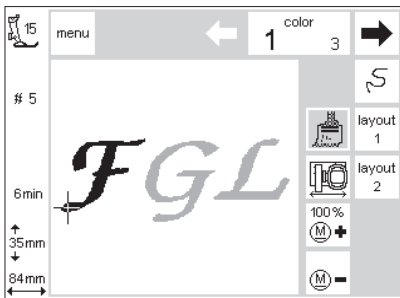 15
menu
color
1 3
# 5
layout
1
layout
2
FGL
6min
100%
M +
35mm
84mm
M -